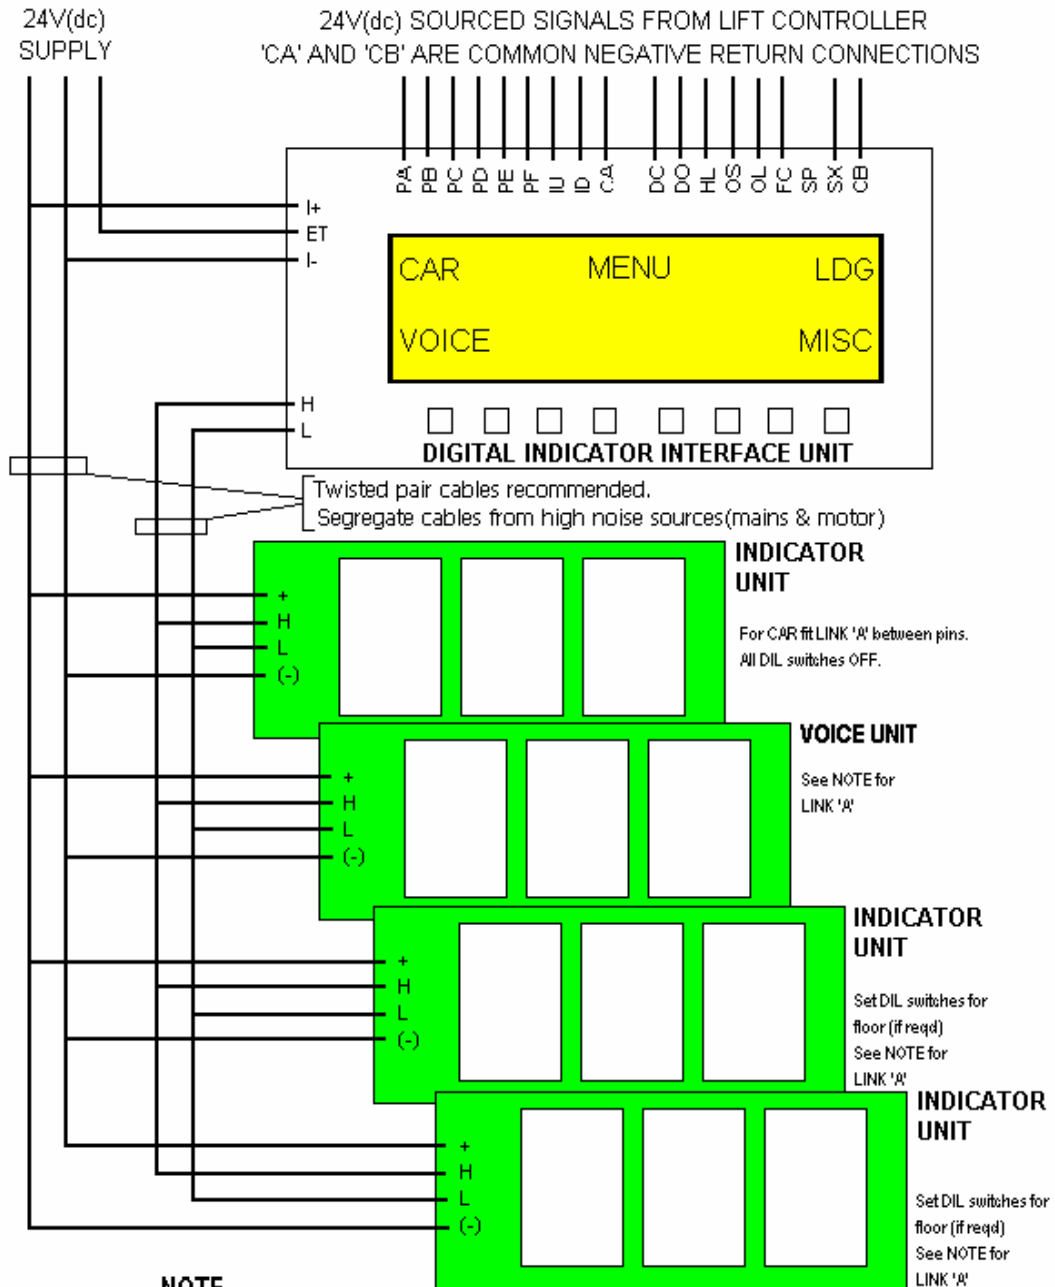 24V(dc)
SUPPLY
24V(dc) SOURCED SIGNALS FROM LIFT CONTROLLER
'CA' AND 'CB' ARE COMMON NEGATIVE RETURN CONNECTIONS
PA PB PC PD PE PF IU ID CA DC DO HL OS OL FC SP SX CB
I+
ET
I-
CAR MENU LDG
VOICE MISC
H
L
DIGITAL INDICATOR INTERFACE UNIT
Twisted pair cables recommended.
Segregate cables from high noise sources(mains & motor)
INDICATOR
UNIT
+
H
L
(-)
For CAR fit LINK 'A' between pins.
All DIL switches OFF.
VOICE UNIT
+
H
L
(-)
See NOTE for
LINK 'A'
INDICATOR
UNIT
+
H
L
(-)
Set DIL switches for
floor (if reqd)
See NOTE for
LINK 'A'
INDICATOR
UNIT
+
H
L
(-)
Set DIL switches for
floor (if reqd)
See NOTE for
LINK 'A'
NOTE